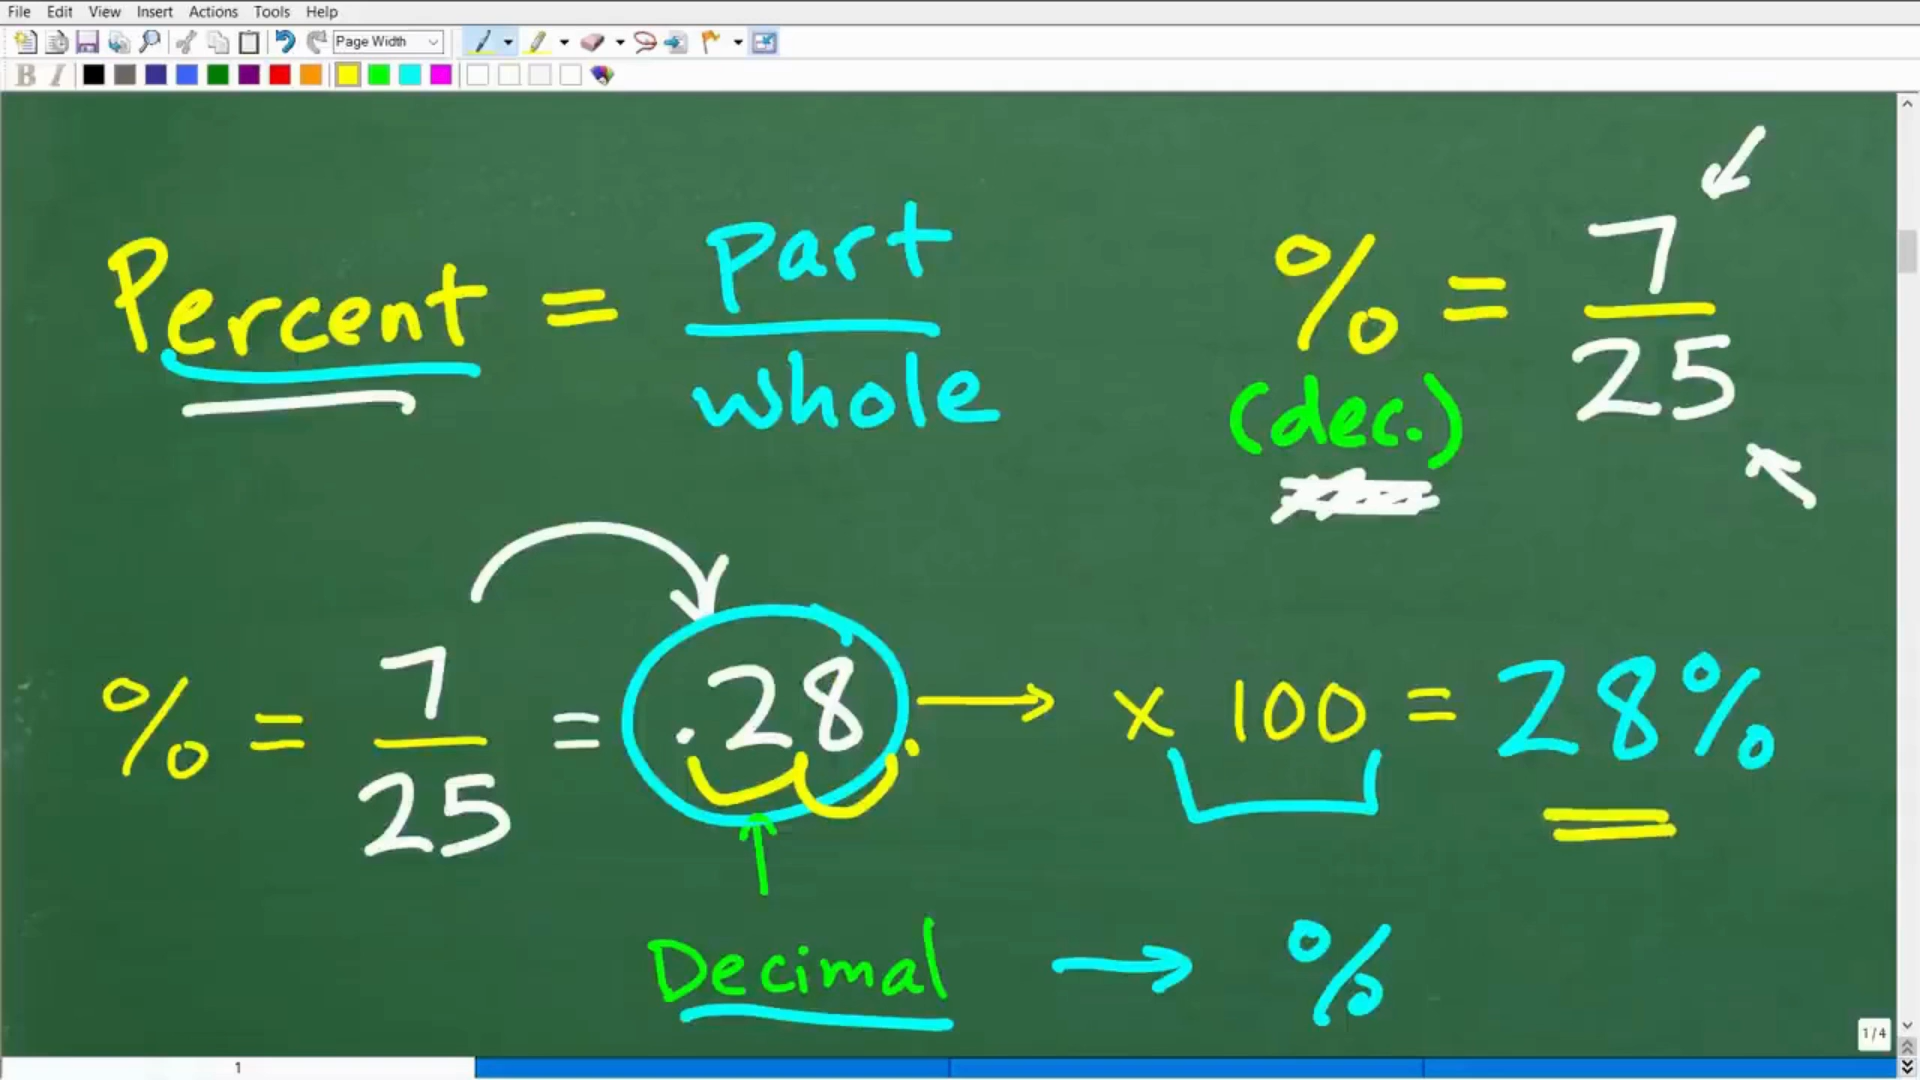 File Edit View Insert Actions Tools Help
Page Width
B I
Percent = part
whole
% = 7
25
(dec.)
% = 7
25
= .28. → x 100 = 28%
Decimal → %
1/4
1